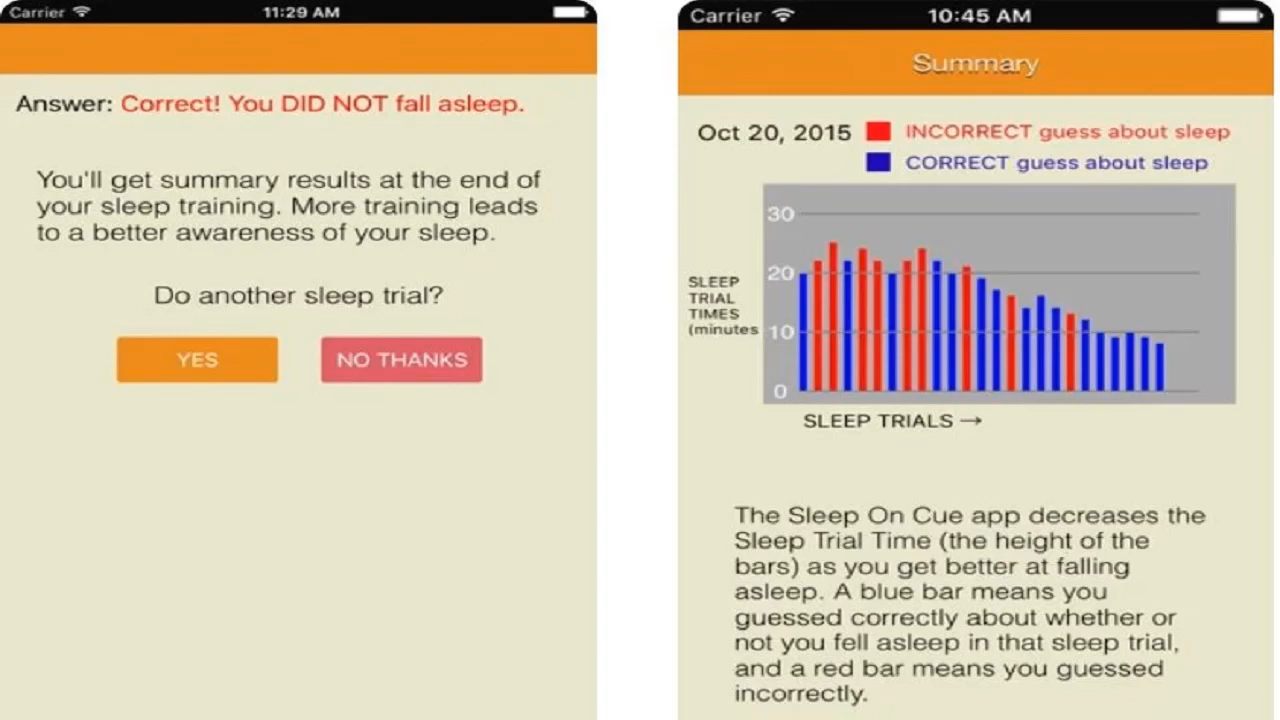 Carrier 11:29 AM
Answer: Correct! You DID NOT fall asleep.
You'll get summary results at the end of
your sleep training. More training leads
to a better awareness of your sleep.
Do another sleep trial?
YES NO THANKS
Carrier 10:45 AM
Summary
Oct 20, 2015 INCORRECT guess about sleep
CORRECT guess about sleep
30
20
10
0
SLEEP
TRIAL
TIMES
(minutes
SLEEP TRIALS →
The Sleep On Cue app decreases the
Sleep Trial Time (the height of the
bars) as you get better at falling
asleep. A blue bar means you
guessed correctly about whether or
not you fell asleep in that sleep trial,
and a red bar means you guessed
incorrectly.